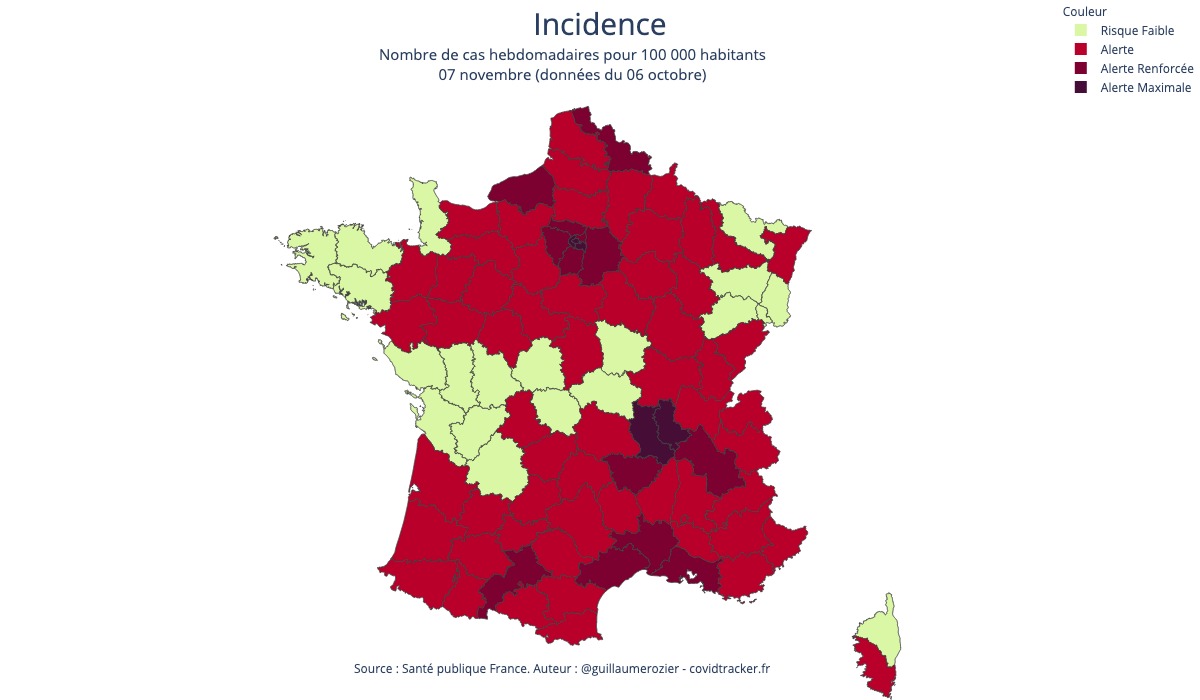 Incidence
Nombre de cas hebdomadaires pour 100 000 habitants
07 novembre (données du 06 octobre)
Couleur
Risque Faible
Alerte
Alerte Renforcée
Alerte Maximale
Source : Santé publique France. Auteur : @guillaumerozier - covidtracker.fr